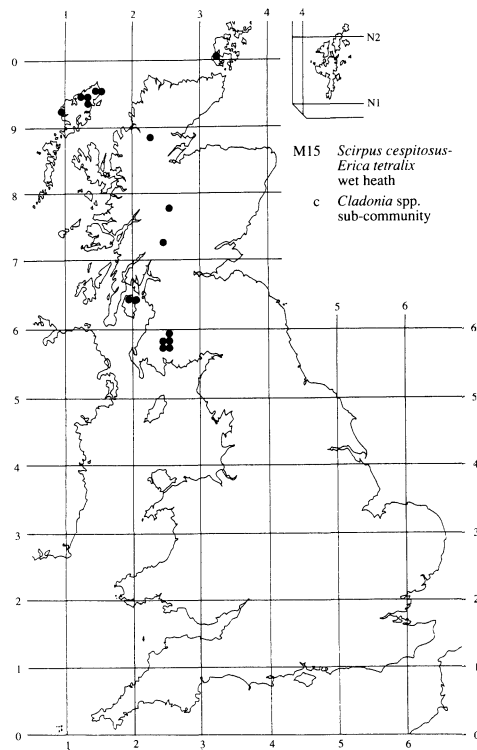 1 2 3 4
4
N2
0
N1
9
M15 Scirpus cespitosus-
Erica tetralix
wet heath
c Cladonia spp.
sub-community
8
7
5 6
6 6
5 5
4 4
3 3
2 2
1 1
0 0
1 2 3 4 5 6